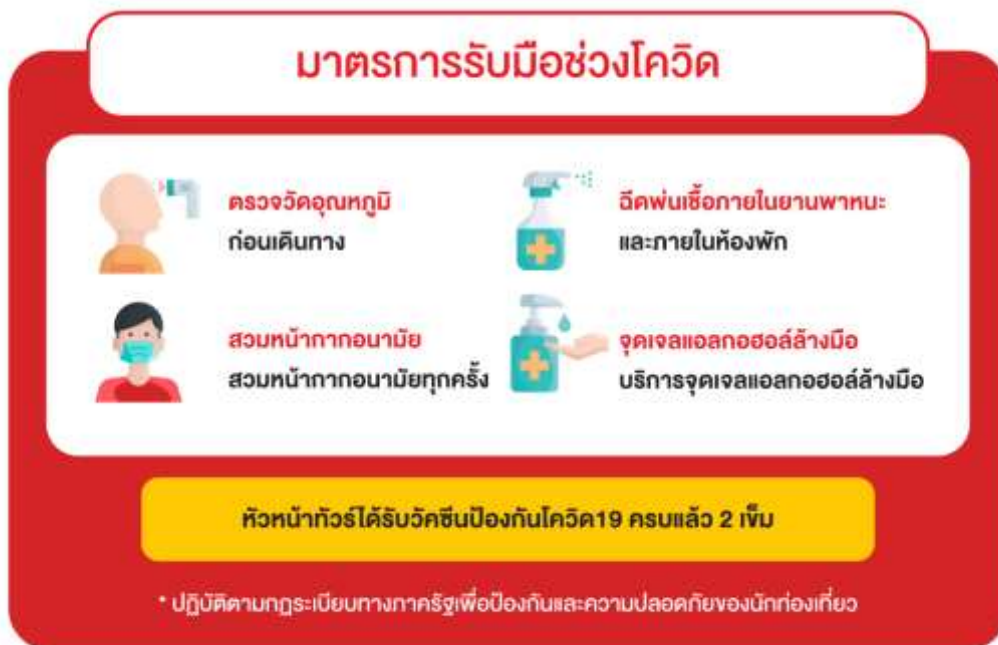 มาตรการรับมือช่วงโควิด
ตรวจวัดอุณหภูมิ
ก่อนเดินทาง
ฉีดพ่นเชื้อภายในยานพาหนะ
และภายในห้องพัก
สวมหน้ากากอนามัย
สวมหน้ากากอนามัยทุกครั้ง
จุดเจลแอลกอฮอล์ล้างมือ
บริการจุดเจลแอลกอฮอล์ล้างมือ
หัวหน้าทัวร์ได้รับวัคซีนป้องกันโควิด19 ครบแล้ว 2 เข็ม
* ปฏิบัติตามกฎระเบียบทางภาครัฐเพื่อป้องกันและความปลอดภัยของนักท่องเที่ยว